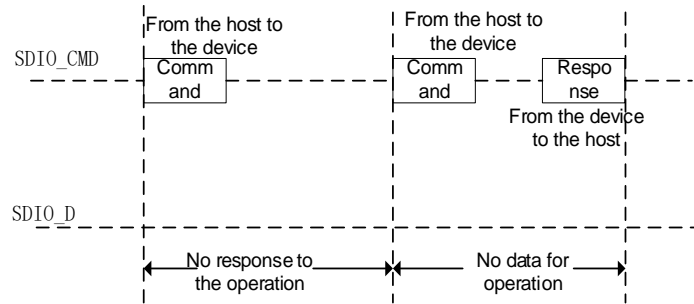 From the host to
the device
From the host to
the device
SDIO_CMD
Comm
and
Comm
and
Respo
nse
From the device
to the host
SDIO_D
No response to
the operation
No data for
operation